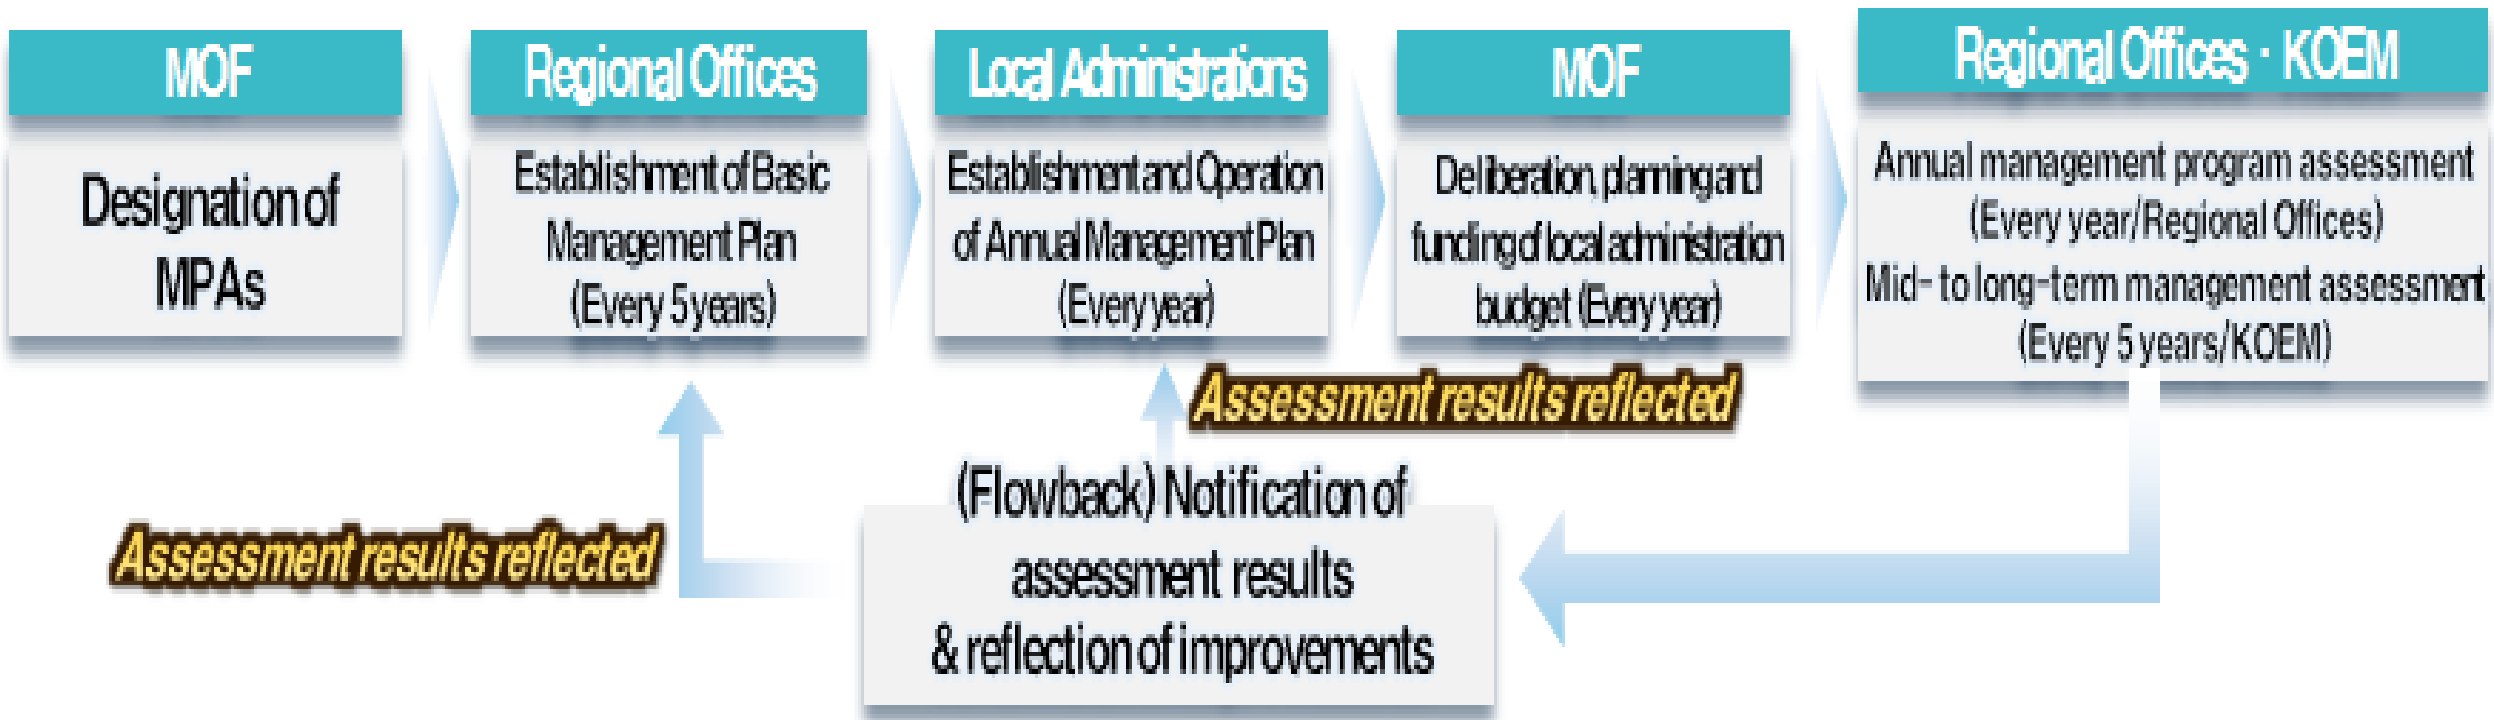 MOF
Designation of
MPAs
Regional Offices
Establishment of Basic
Management Plan
(Every 5 years)
Local Administrations
Establishment and Operation
of Annual Management Plan
(Every year)
MOF
Deliberation, planning and
funding of local administration
budget (Every year)
Regional Offices · KOEM
Annual management program assessment
(Every year/Regional Offices)
Mid- to long-term management assessment
(Every 5 years/KOEM)
Assessment results reflected
Assessment results reflected
(Flowback) Notification of
assessment results
& reflection of improvements